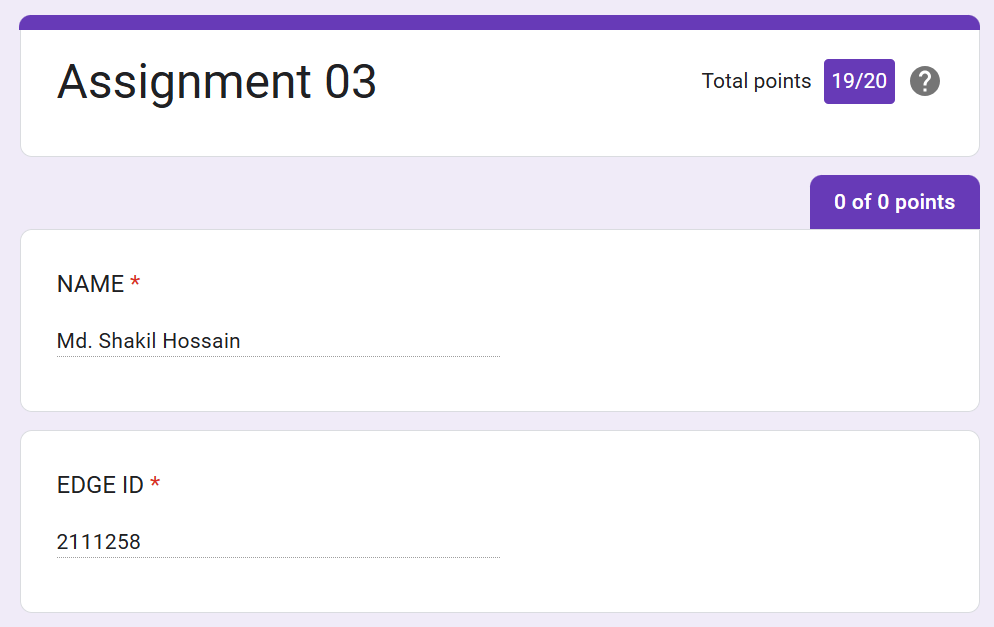 Assignment 03
Total points 19/20 ?
0 of 0 points
NAME *
Md. Shakil Hossain
EDGE ID *
2111258